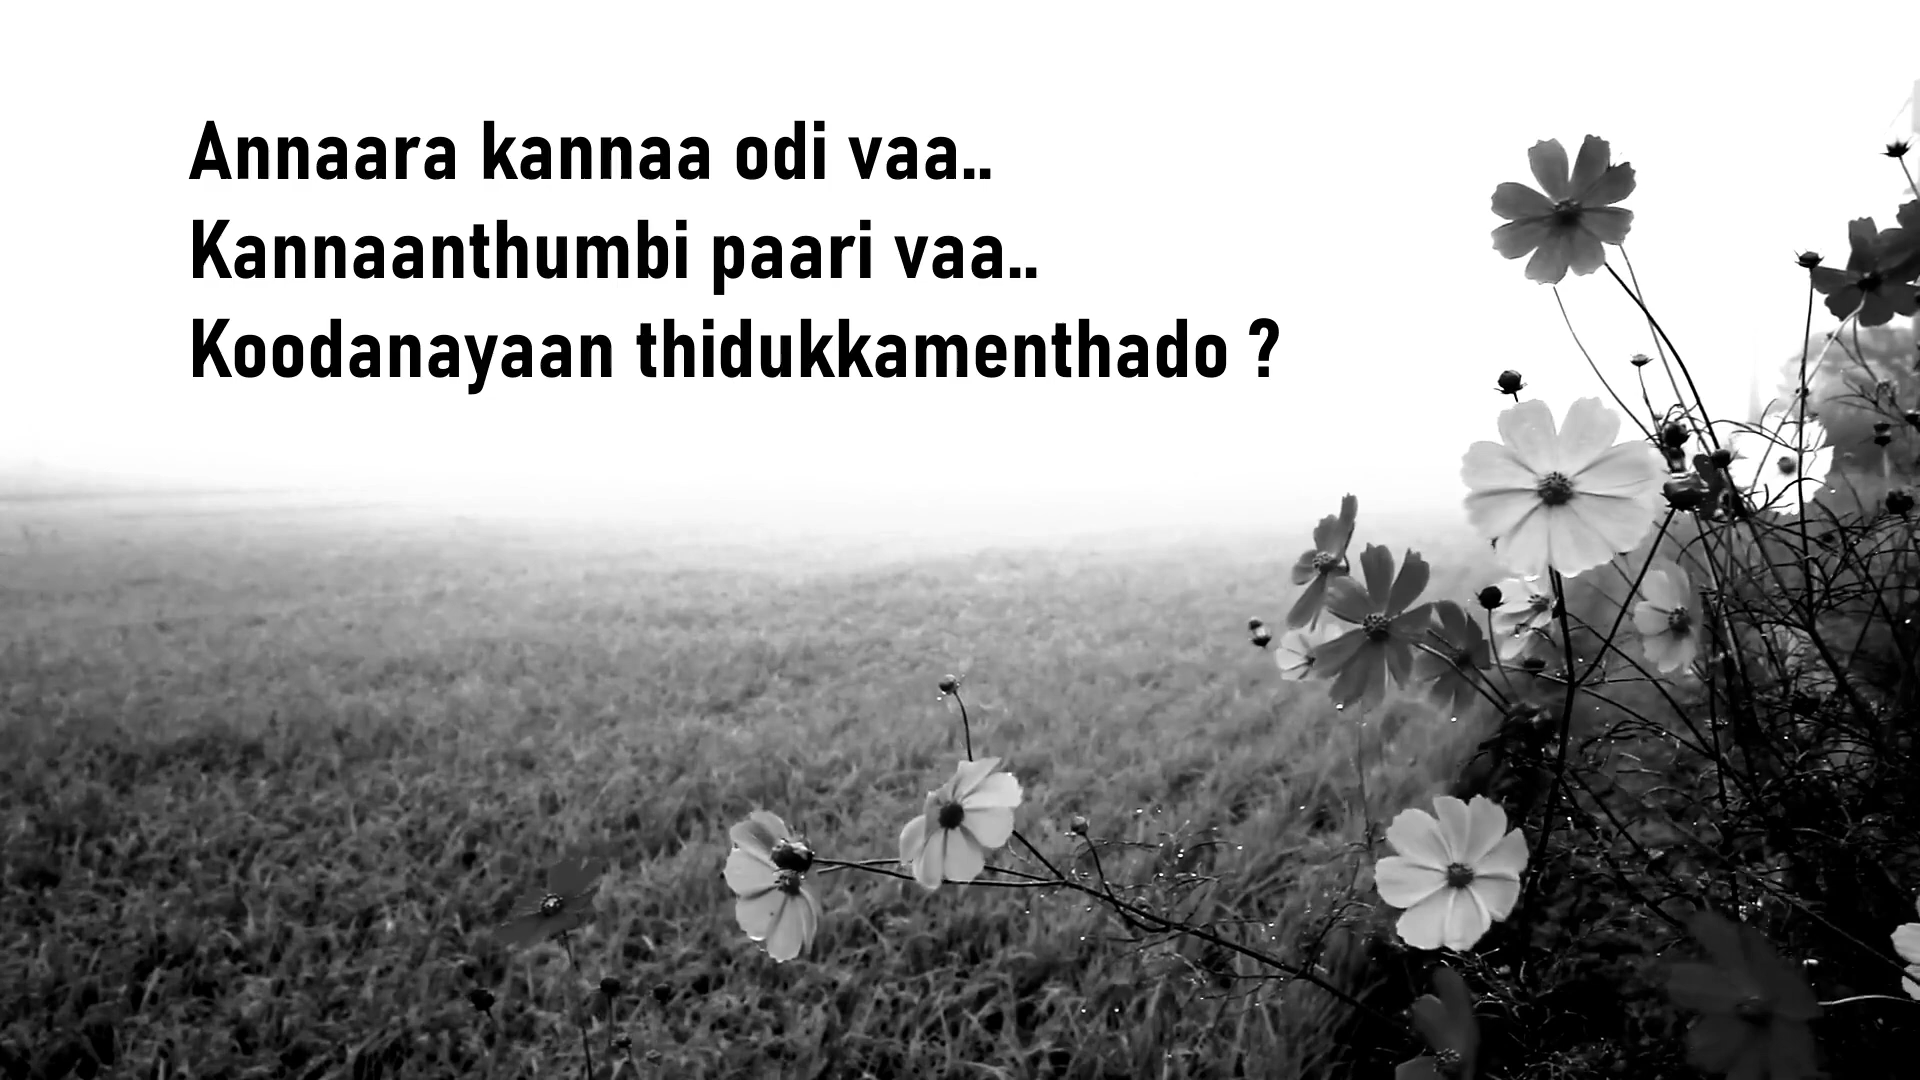 Annaara kannaa odi vaa..
Kannaanthumbi paari vaa..
Koodanayaan thidukkamenthado ?